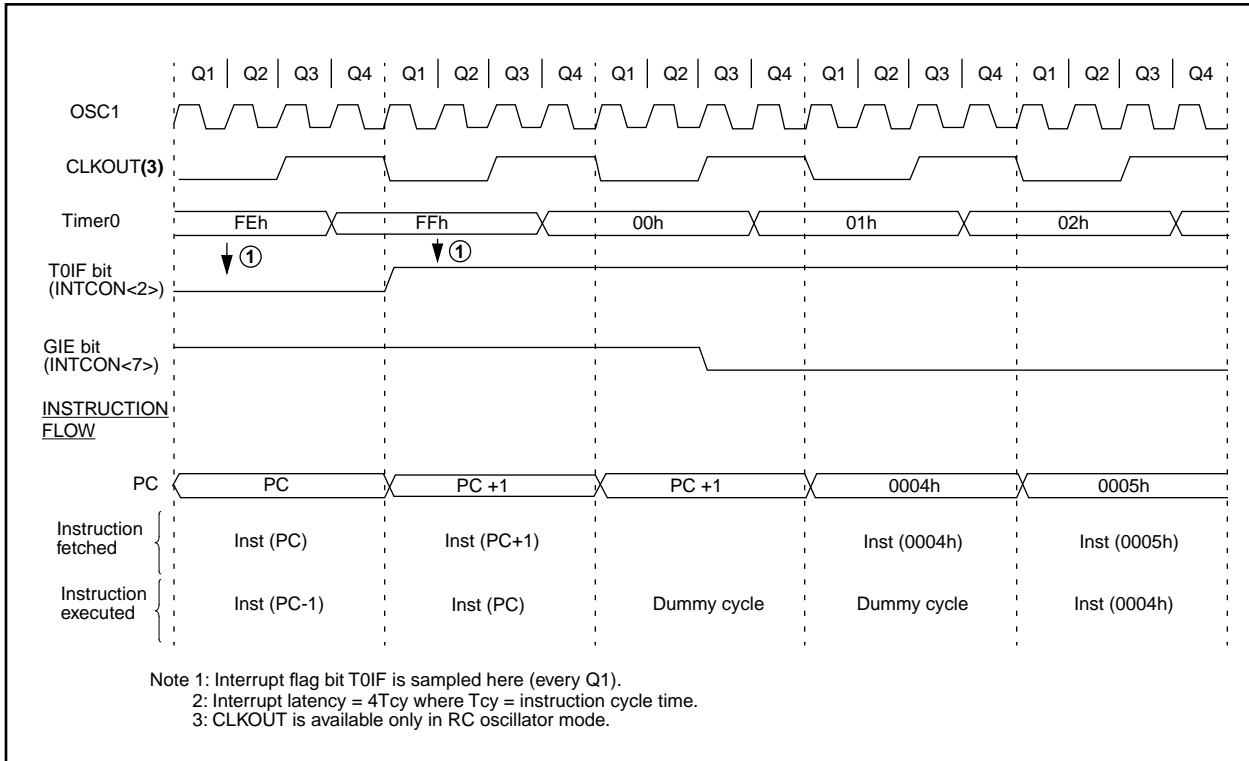 Q1 Q2 Q3 Q4 Q1 Q2 Q3 Q4 Q1 Q2 Q3 Q4 Q1 Q2 Q3 Q4 Q1 Q2 Q3 Q4
OSC1
CLKOUT(3)
Timer0 FEh FFh 00h 01h 02h
1 1
T0IF bit
(INTCON<2>)
GIE bit
(INTCON<7>)
INSTRUCTION
FLOW
PC PC PC +1 PC +1 0004h 0005h
Instruction
fetched
Inst (PC) Inst (PC+1) Inst (0004h) Inst (0005h)
Instruction
executed
Inst (PC-1) Inst (PC) Dummy cycle Dummy cycle Inst (0004h)
Note 1: Interrupt flag bit T0IF is sampled here (every Q1).
2: Interrupt latency = 4Tcy where Tcy = instruction cycle time.
3: CLKOUT is available only in RC oscillator mode.